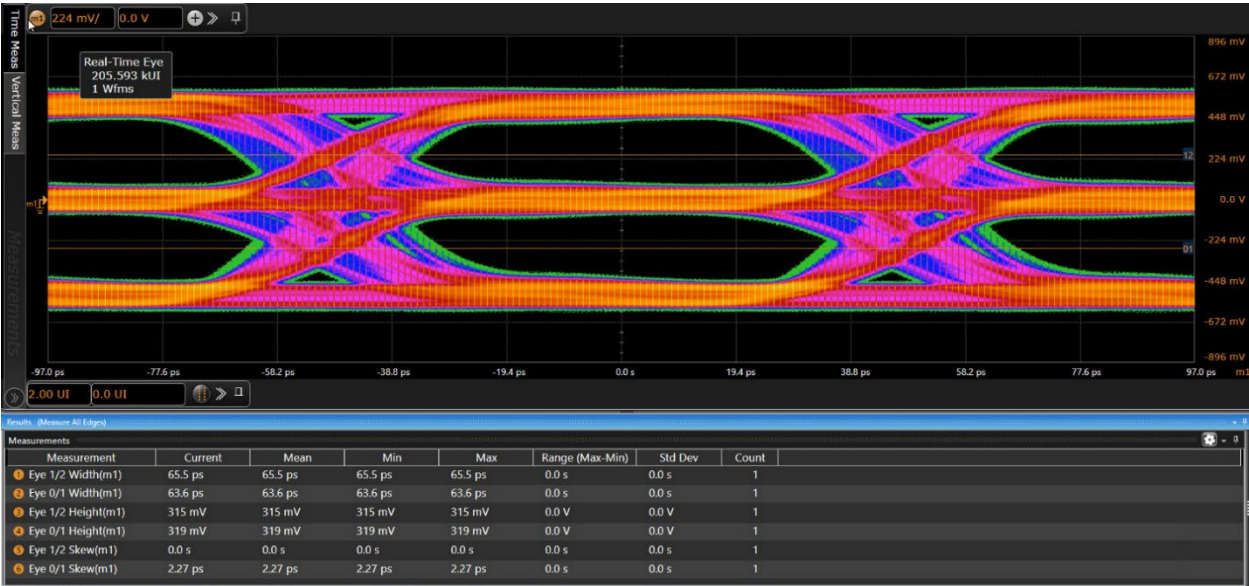 Time Meas
Vertical Meas
Measurements
m1 224 mV/ 0.0 V
Real-Time Eye
205.593 kUI
1 Wfms
896 mV
672 mV
448 mV
12
224 mV
m1
0.0 V
-224 mV
01
-448 mV
-672 mV
-896 mV
-97.0 ps -77.6 ps -58.2 ps -38.8 ps -19.4 ps 0.0 s 19.4 ps 38.8 ps 58.2 ps 77.6 ps 97.0 ps m1
2.00 UI 0.0 UI
Results (Measure All Edges)
Measurements
Measurement Current Mean Min Max Range (Max-Min) Std Dev Count
1 Eye 1/2 Width(m1) 65.5 ps 65.5 ps 65.5 ps 65.5 ps 0.0 s 0.0 s 1
2 Eye 0/1 Width(m1) 63.6 ps 63.6 ps 63.6 ps 63.6 ps 0.0 s 0.0 s 1
3 Eye 1/2 Height(m1) 315 mV 315 mV 315 mV 315 mV 0.0 V 0.0 V 1
4 Eye 0/1 Height(m1) 319 mV 319 mV 319 mV 319 mV 0.0 V 0.0 V 1
5 Eye 1/2 Skew(m1) 0.0 s 0.0 s 0.0 s 0.0 s 0.0 s 0.0 s 1
6 Eye 0/1 Skew(m1) 2.27 ps 2.27 ps 2.27 ps 2.27 ps 0.0 s 0.0 s 1